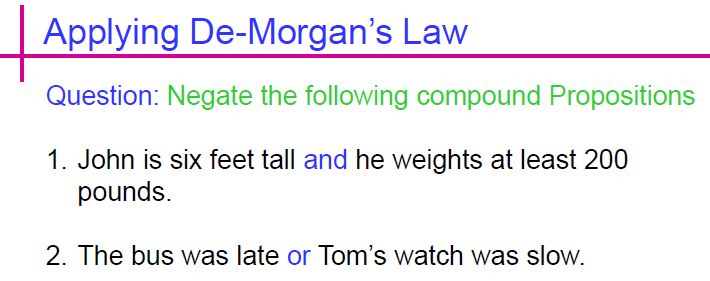 Applying De-Morgan's Law
Question: Negate the following compound Propositions
1. John is six feet tall and he weights at least 200
pounds.
2. The bus was late or Tom's watch was slow.